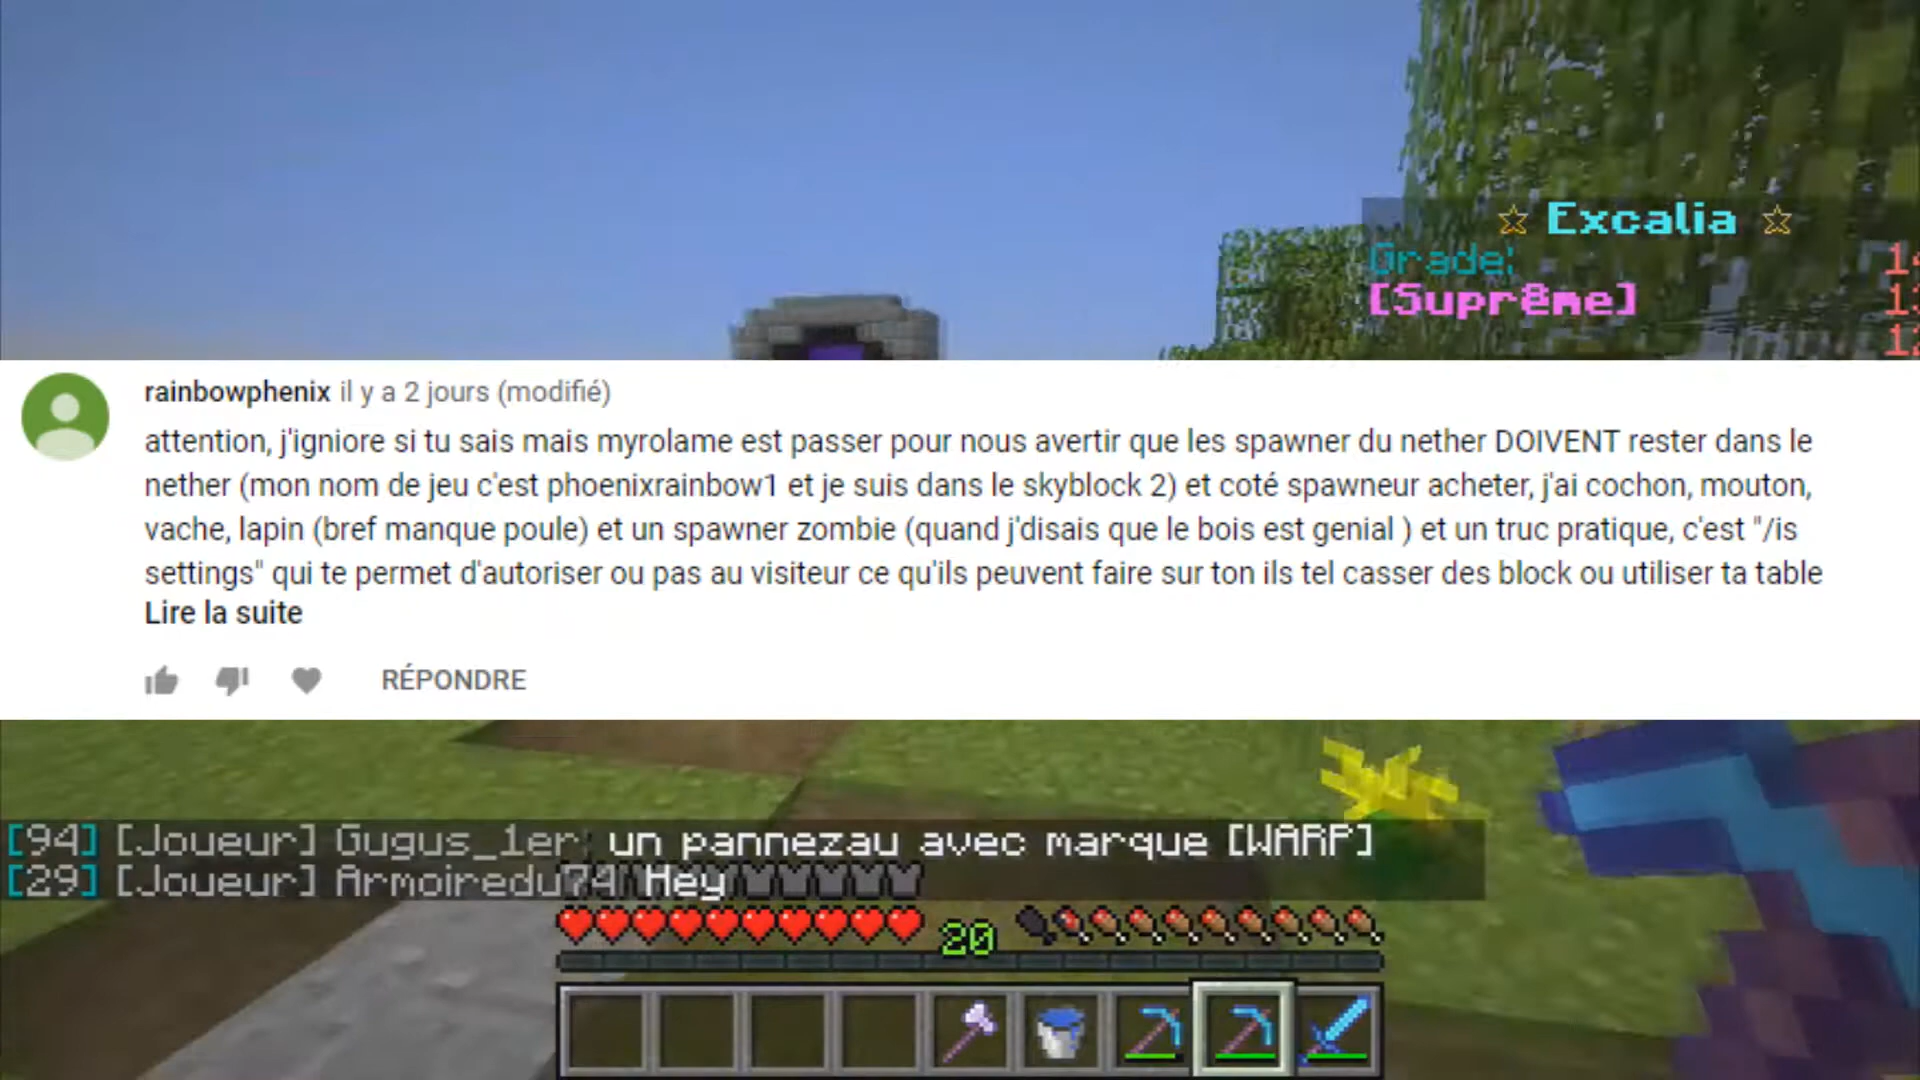 ☆ Excalia ☆
Grade:
[Suprême]
rainbowphenix il y a 2 jours (modifié)
attention, j'igniore si tu sais mais myrolame est passer pour nous avertir que les spawner du nether DOIVENT rester dans le
nether (mon nom de jeu c'est phoenixrainbow1 et je suis dans le skyblock 2) et coté spawneur acheter, j'ai cochon, mouton,
vache, lapin (bref manque poule) et un spawner zombie (quand j'disais que le bois est genial ) et un truc pratique, c'est "/is
settings" qui te permet d'autoriser ou pas au visiteur ce qu'ils peuvent faire sur ton ils tel casser des block ou utiliser ta table
Lire la suite
RÉPONDRE
[94] [Joueur] Gugus_1er: un pannezau avec marque [WARP]
[29] [Joueur] Armoiredu74: Hey
20